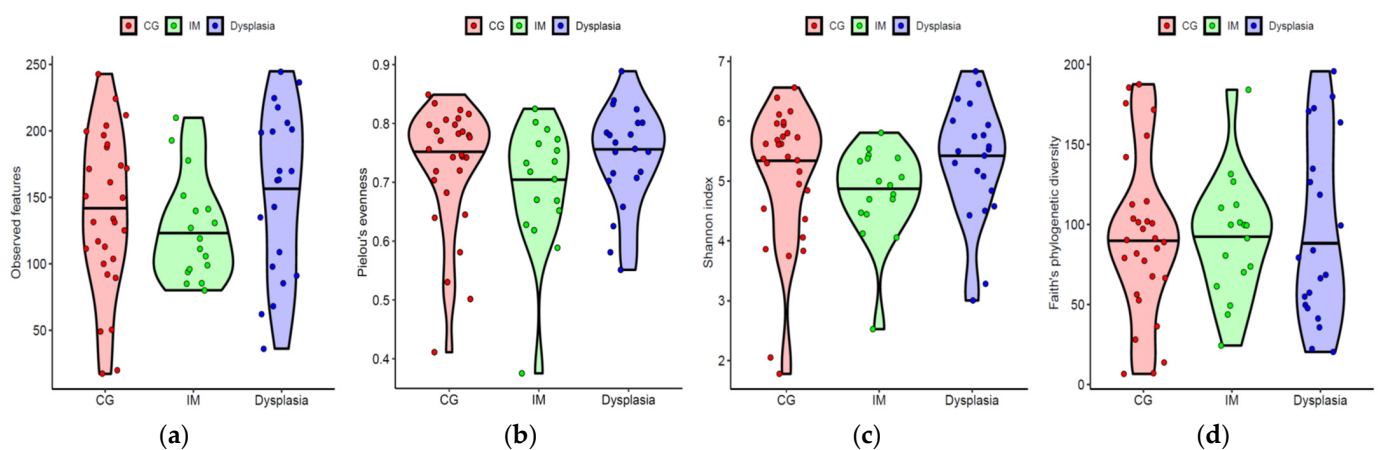 CG IM Dysplasia
Observed features
250
200
150
100
50
CG IM Dysplasia
(a)
CG IM Dysplasia
Pielou's evenness
0.9
0.8
0.7
0.6
0.5
0.4
CG IM Dysplasia
(b)
CG IM Dysplasia
Shannon index
7
6
5
4
3
2
CG IM Dysplasia
(c)
CG IM Dysplasia
Faith's phylogenetic diversity
200
150
100
50
0
CG IM Dysplasia
(d)